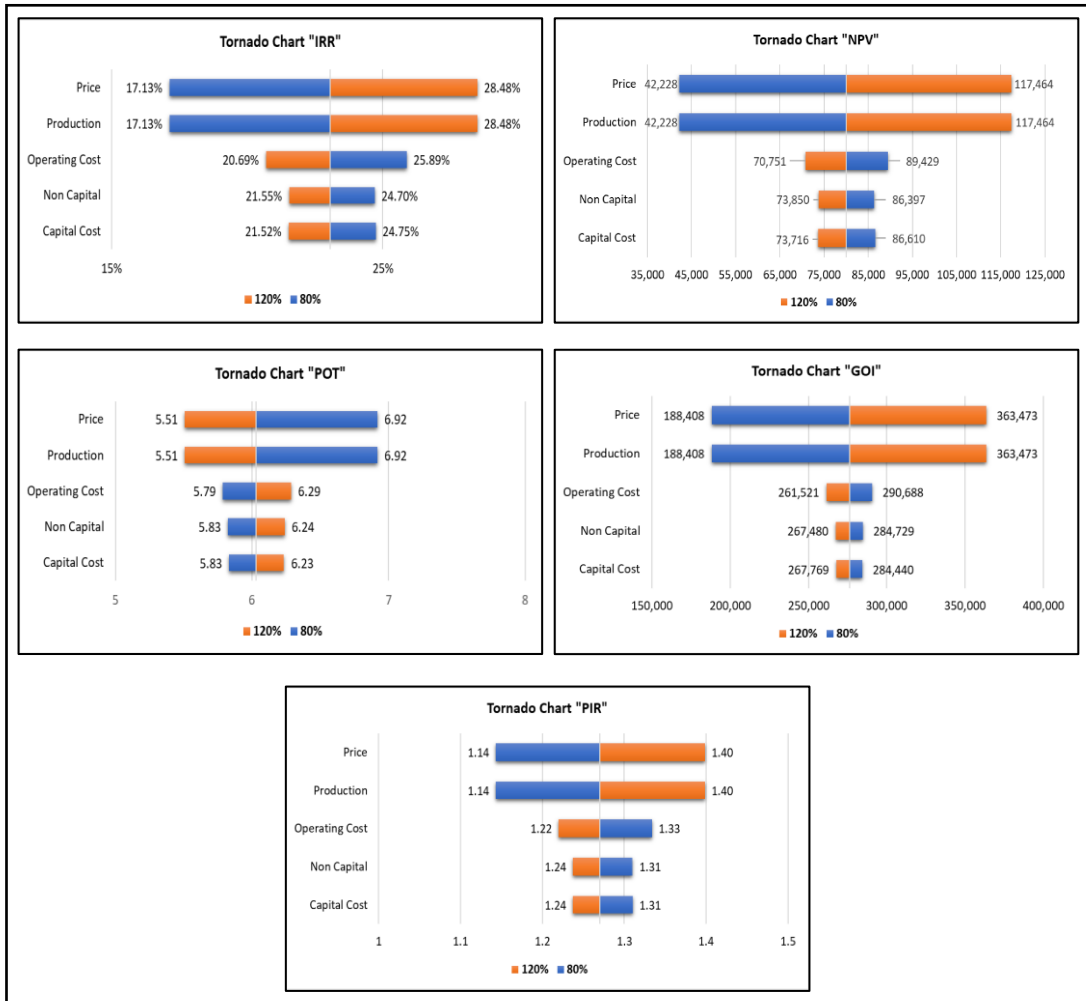 Tornado Chart "IRR"
Price 17.13% 28.48%
Production 17.13% 28.48%
Operating Cost 20.69% 25.89%
Non Capital 21.55% 24.70%
Capital Cost 21.52% 24.75%
15% 25%
120% 80%
Tornado Chart "NPV"
Price 42,228 117,464
Production 42,228 117,464
Operating Cost 70,751 89,429
Non Capital 73,850 86,397
Capital Cost 73,716 86,610
35,000 45,000 55,000 65,000 75,000 85,000 95,000 105,000 115,000 125,000
120% 80%
Tornado Chart "POT"
Price 5.51 6.92
Production 5.51 6.92
Operating Cost 5.79 6.29
Non Capital 5.83 6.24
Capital Cost 5.83 6.23
5 6 7 8
120% 80%
Tornado Chart "GOI"
Price 188,408 363,473
Production 188,408 363,473
Operating Cost 261,521 290,688
Non Capital 267,480 284,729
Capital Cost 267,769 284,440
150,000 200,000 250,000 300,000 350,000 400,000
120% 80%
Tornado Chart "PIR"
Price 1.14 1.40
Production 1.14 1.40
Operating Cost 1.22 1.33
Non Capital 1.24 1.31
Capital Cost 1.24 1.31
1 1.1 1.2 1.3 1.4 1.5
120% 80%